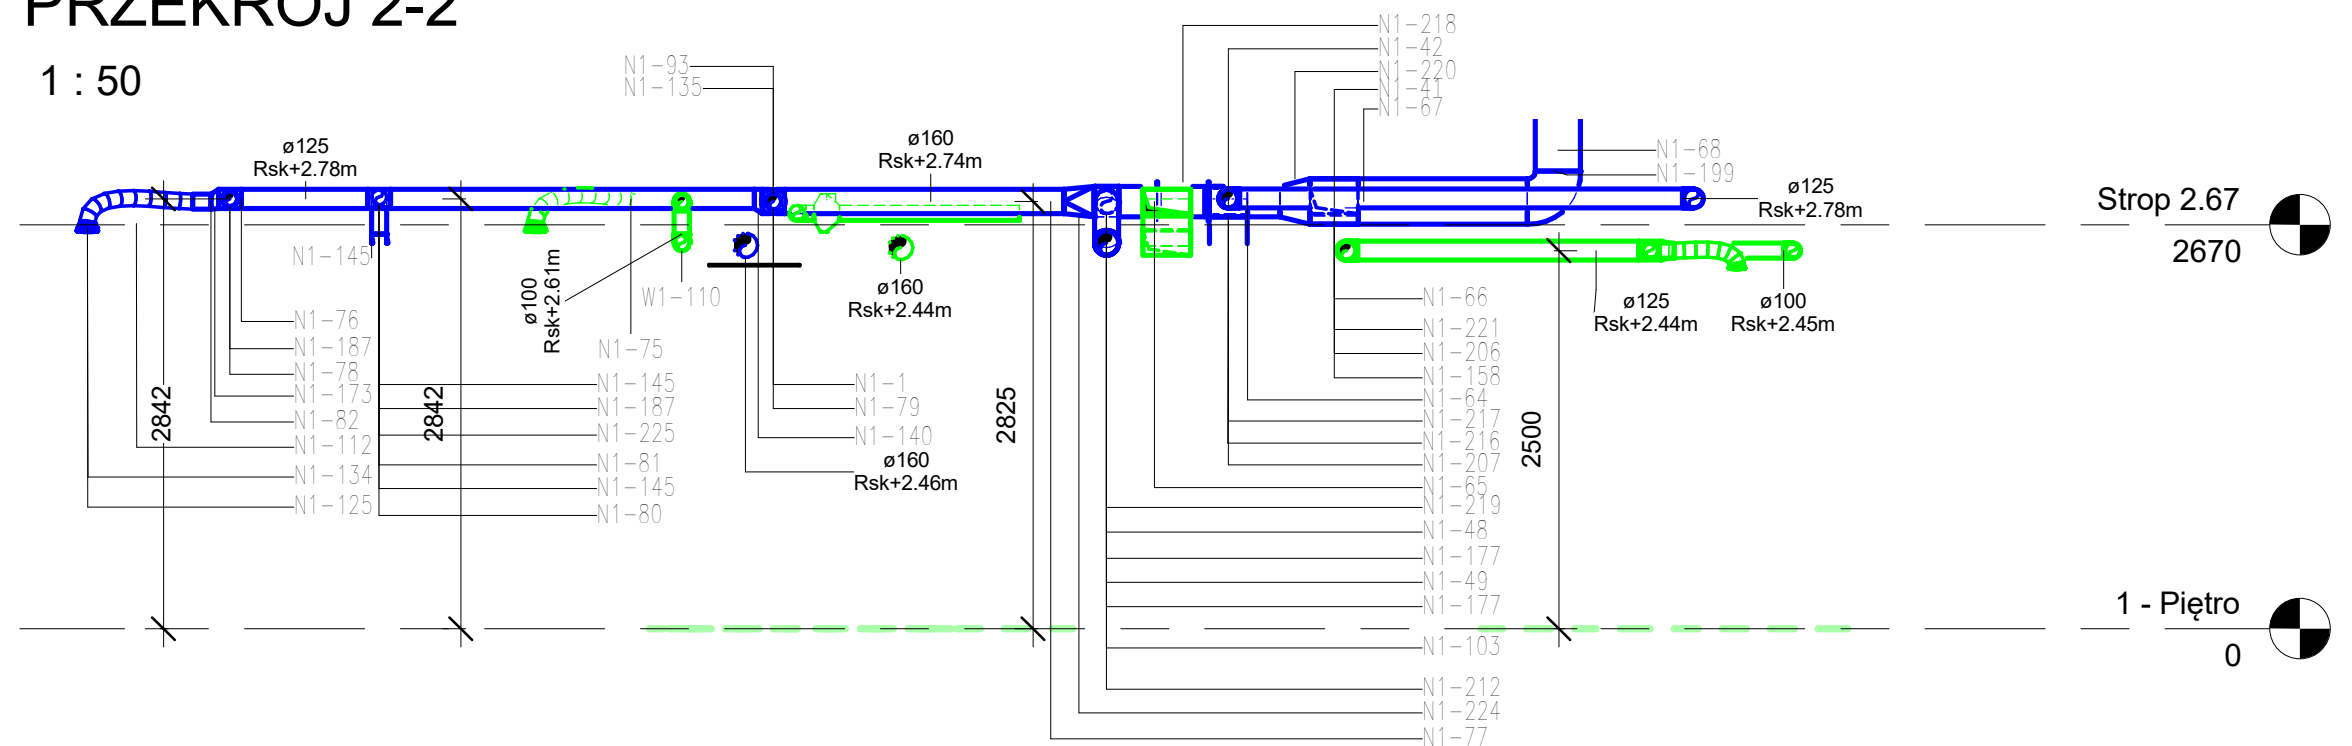 PRZEKRÓJ 2-2
1 : 50
N1-93
N1-135
N1-218
N1-42
N1-220
N1-41
N1-67
N1-68
N1-199
ø125
Rsk+2.78m
ø160
Rsk+2.74m
ø125
Rsk+2.78m
Strop 2.67
2670
N1-145
ø100
Rsk+2.61m
W1-110
ø160
Rsk+2.44m
ø125
Rsk+2.44m
ø100
Rsk+2.45m
N1-76
N1-187
N1-78
N1-173
N1-82
N1-112
N1-134
N1-125
2842
N1-75
N1-145
N1-187
N1-225
N1-81
N1-145
N1-80
2842
N1-1
N1-79
N1-140
ø160
Rsk+2.46m
2825
N1-66
N1-221
N1-206
N1-158
N1-64
N1-217
N1-216
N1-207
N1-65
N1-219
N1-48
N1-177
N1-49
N1-177
N1-103
N1-212
N1-224
N1-77
2500
1 - Piętro
0